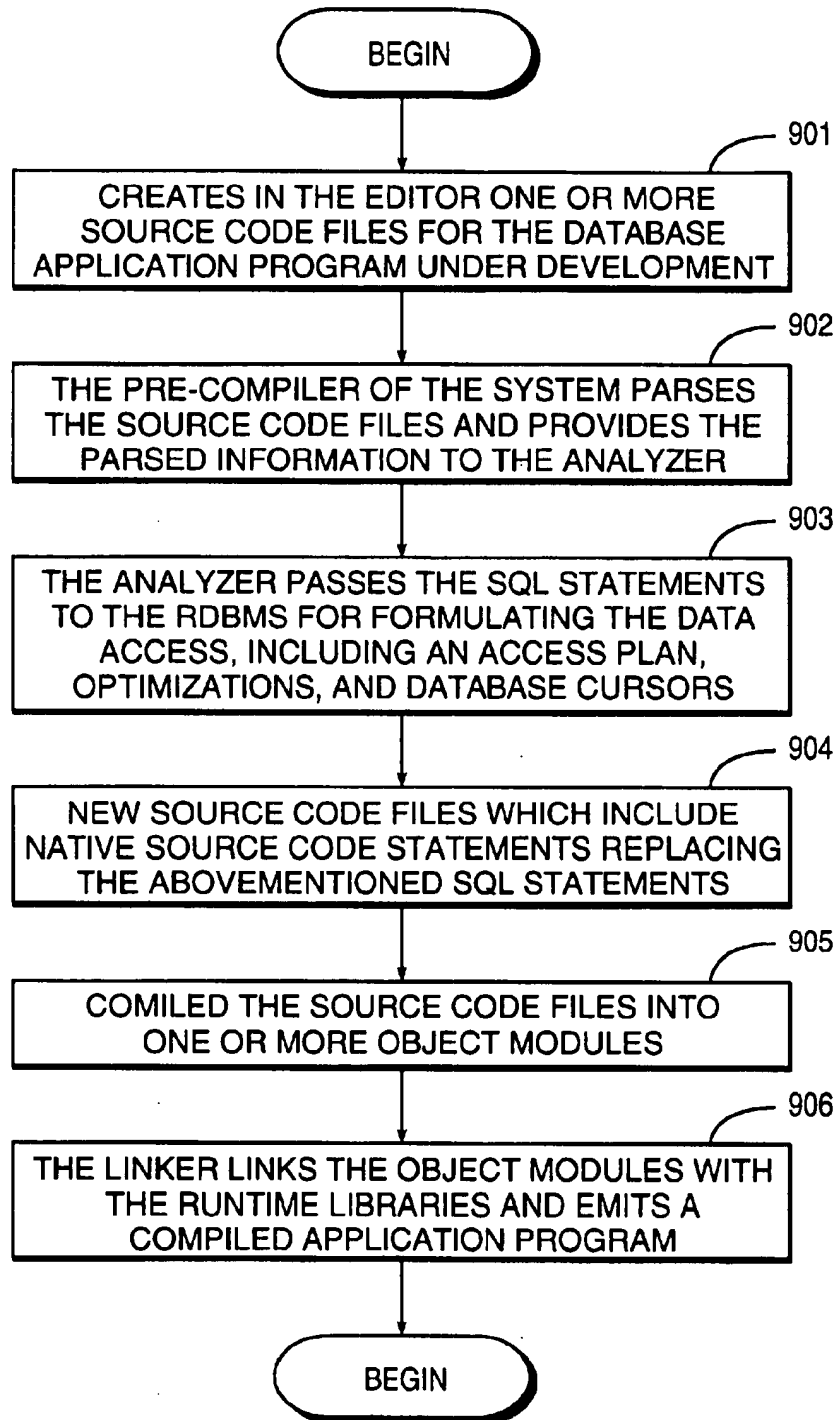 BEGIN
901
CREATES IN THE EDITOR ONE OR MORE
SOURCE CODE FILES FOR THE DATABASE
APPLICATION PROGRAM UNDER DEVELOPMENT
902
THE PRE-COMPILER OF THE SYSTEM PARSES
THE SOURCE CODE FILES AND PROVIDES THE
PARSED INFORMATION TO THE ANALYZER
903
THE ANALYZER PASSES THE SQL STATEMENTS
TO THE RDBMS FOR FORMULATING THE DATA
ACCESS, INCLUDING AN ACCESS PLAN,
OPTIMIZATIONS, AND DATABASE CURSORS
904
NEW SOURCE CODE FILES WHICH INCLUDE
NATIVE SOURCE CODE STATEMENTS REPLACING
THE ABOVEMENTIONED SQL STATEMENTS
905
COMILED THE SOURCE CODE FILES INTO
ONE OR MORE OBJECT MODULES
906
THE LINKER LINKS THE OBJECT MODULES WITH
THE RUNTIME LIBRARIES AND EMITS A
COMPILED APPLICATION PROGRAM
BEGIN